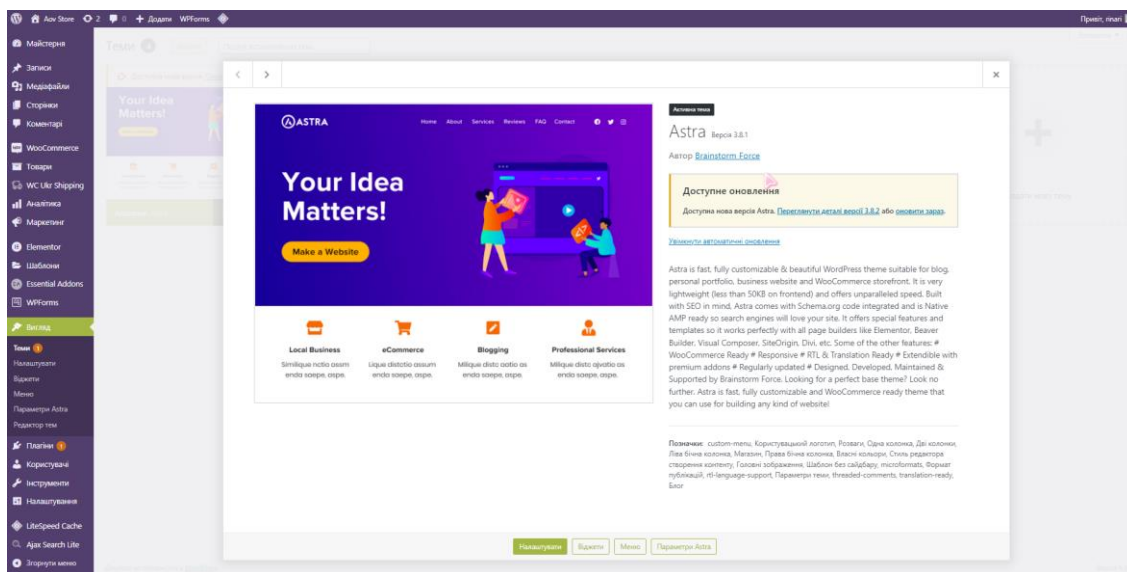 Aov Store 2 0 + Додати WPForms
Привіт, rinari
Майстерня
Записи
Медіафайли
Сторінки
Коментарі
WooCommerce
Товари
WC Ukr Shipping
Аналітика
Маркетинг
Elementor
Шаблони
Essential Addons
WPForms
Вигляд
Теми 1
Налаштувати
Віджети
Меню
Параметри Astra
Редактор тем
Плагіни 1
Користувачі
Інструменти
Налаштування
LiteSpeed Cache
Ajax Search Lite
Згорнути меню
Теми
Your Idea
Matters!
ASTRA
Home About Services Reviews FAQ Contact
Your Idea
Matters!
Make a Website
Local Business
Similique notio assim
enda saepe, aspe.
eCommerce
Lique distotio assum
enda saepe, aspe.
Blogging
Milique distc aatio as
enda saepe, aspe.
Professional Services
Milique distc ajvatio as
enda saepe, aspe.
Активна тема
Astra Версія 3.8.1
Автор Brainstorm Force
Доступне оновлення
Доступна нова версія Astra. Переглянути деталі версії 3.8.2 або оновити зараз.
Увімкнути автоматичні оновлення
Astra is fast, fully customizable & beautiful WordPress theme suitable for blog,
personal portfolio, business website and WooCommerce storefront. It is very
lightweight (less than 50KB on frontend) and offers unparalleled speed. Built
with SEO in mind, Astra comes with Schema.org code integrated and is Native
AMP ready so search engines will love your site. It offers special features and
templates so it works perfectly with all page builders like Elementor, Beaver
Builder, Visual Composer, SiteOrigin, Divi, etc. Some of the other features: #
WooCommerce Ready # Responsive # RTL & Translation Ready # Extendible with
premium addons # Regularly updated # Designed, Developed, Maintained &
Supported by Brainstorm Force. Looking for a perfect base theme? Look no
further. Astra is fast, fully customizable and WooCommerce ready theme that
you can use for building any kind of website!
Позначки: custom-menu, Користувацький логотип, Розваги, Одна колонка, Дві колонки,
Ліва бічна колонка, Магазин, Права бічна колонка, Власні кольори, Стиль редактора
створення контенту, Головні зображення, Шаблон без сайдбару, microformats, Формат
публікацій, rtl-language-support, Параметри теми, threaded-comments, translation-ready,
Блог
Налаштувати Віджети Меню Параметри Astra